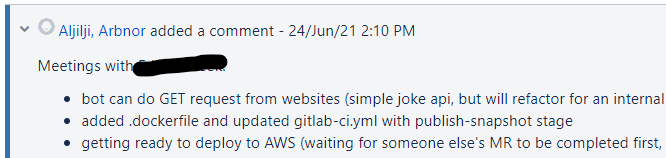 Aljilji, Arbnor added a comment - 24/Jun/21 2:10 PM
Meetings with
bot can do GET request from websites (simple joke api, but will refactor for an internal
added .dockerfile and updated gitlab-ci.yml with publish-snapshot stage
getting ready to deploy to AWS (waiting for someone else's MR to be completed first,